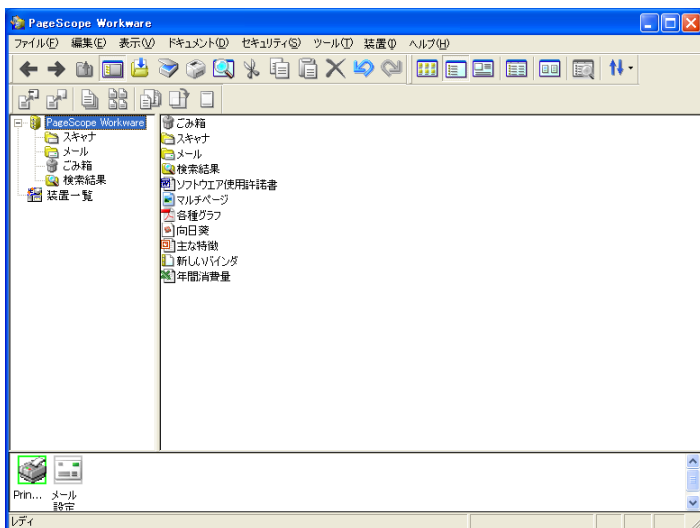 PageScope Workware
ファイル(F) 編集(E) 表示(V) ドキュメント(D) セキュリティ(S) ツール(T) 装置(I) ヘルプ(H)
PageScope Workware
スキャナ
メール
ごみ箱
検索結果
装置一覧
ごみ箱
スキャナ
メール
検索結果
ソフトウエア使用許諾書
マルチページ
各種グラフ
向日葵
主な特徴
新しいバインダ
年間消費量
Prin... メール
設定
レディ